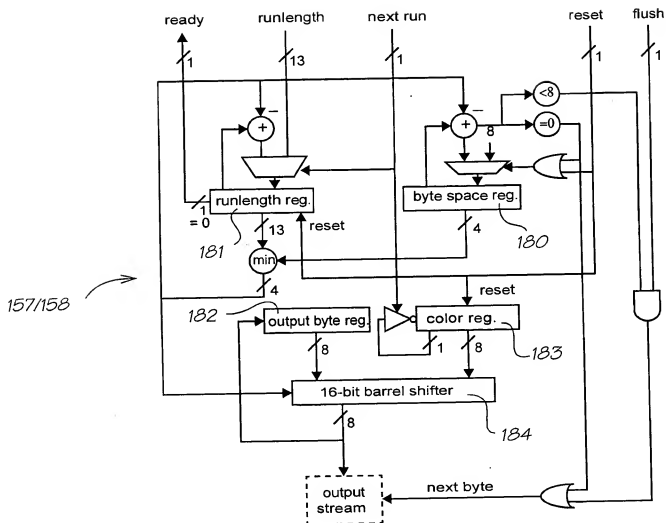 ready runlength next run reset flush
1 13 1 1 1
− −
+ + <8
8 =0
runlength reg. byte space reg.
1 = 0 13 reset 4
181 180
min
4
157/158
reset
182 output byte reg. color reg. 183
8 1 8
16-bit barrel shifter
8 184
output stream
next byte